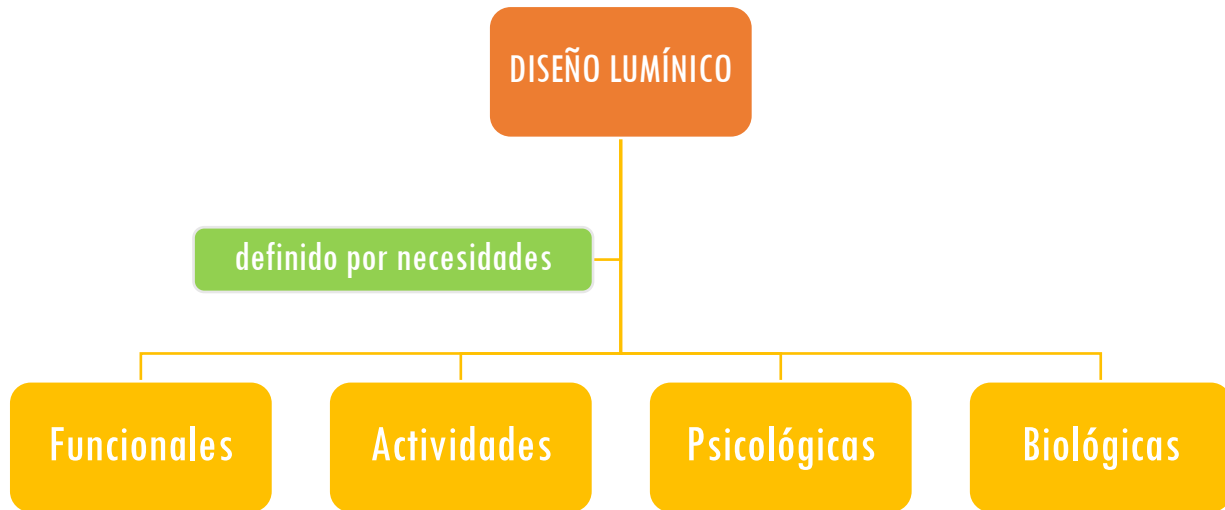 DISEÑO LUMÍNICO
definido por necesidades
Funcionales
Actividades
Psicológicas
Biológicas